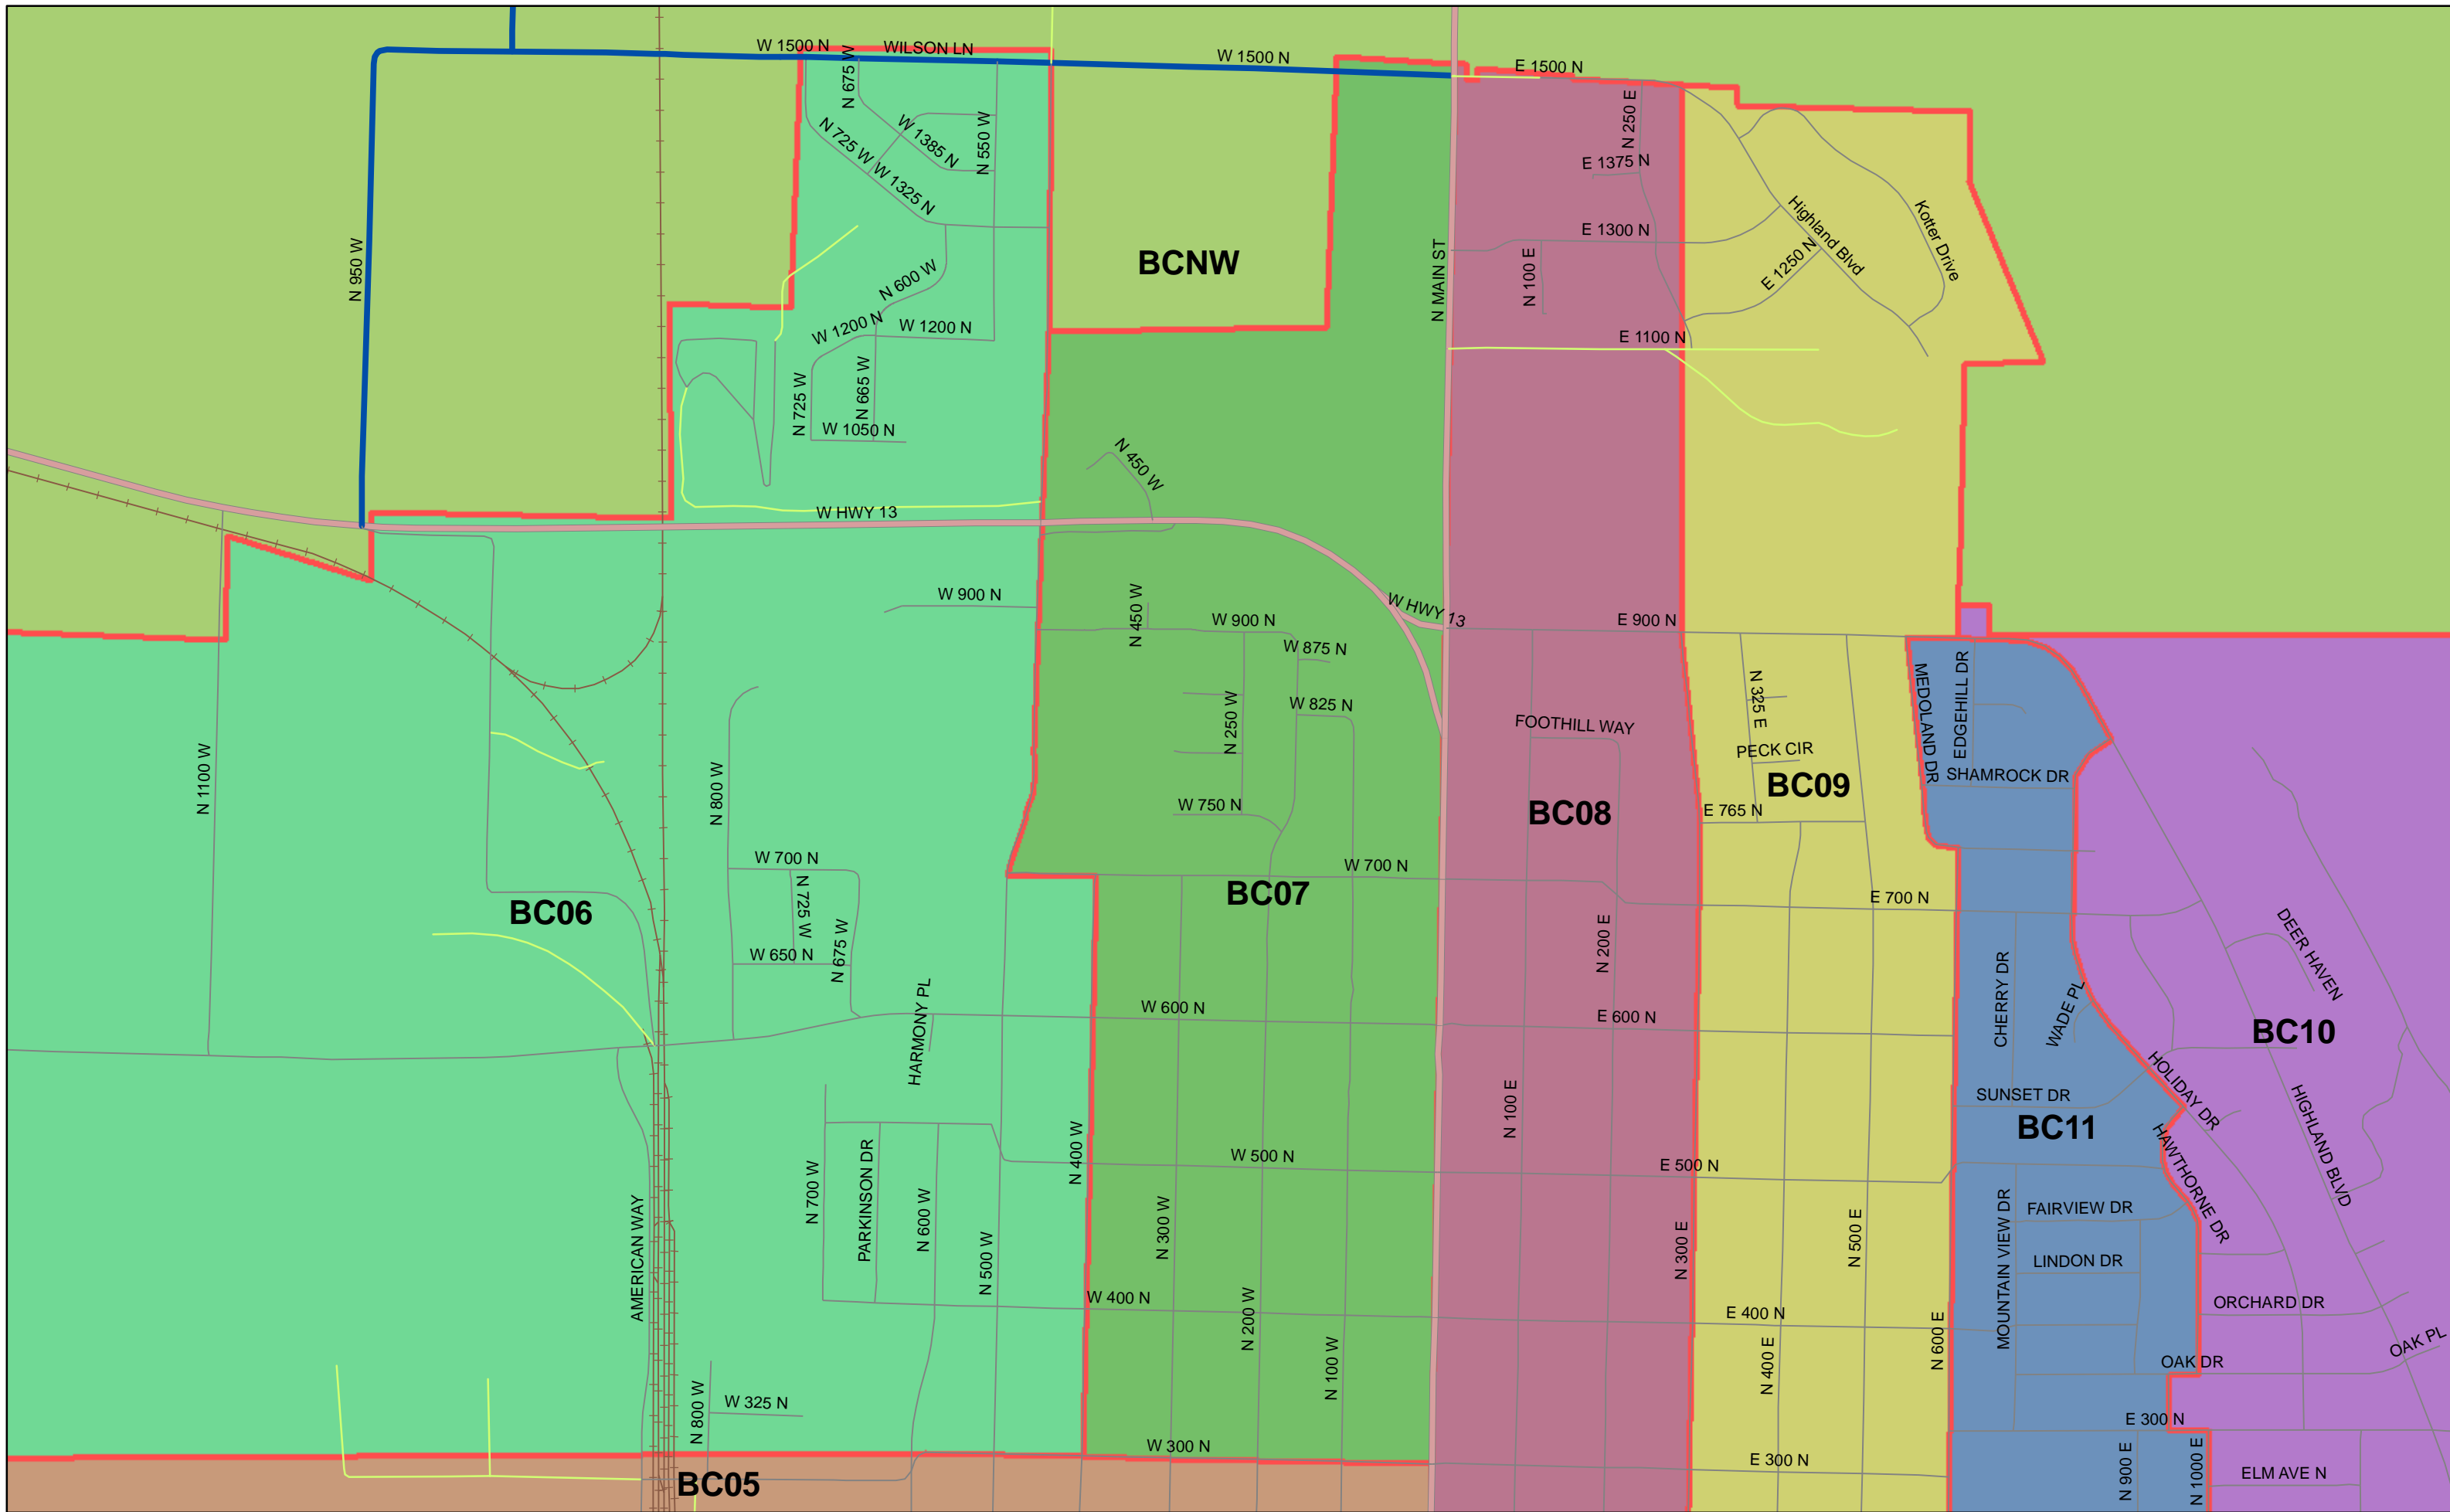 W 1500 N
WILSON LN
W 1500 N
E 1500 N
N 675 W
N 725 W
W 1385 N
N 550 W
W 1325 N
N 250 E
E 1375 N
N 950 W
BCNW
N MAIN ST
E 1300 N
N 100 E
Highland Blvd
E 1250 N
Kotter Drive
N 600 W
W 1200 N
W 1200 N
E 1100 N
N 725 W
N 665 W
W 1050 N
N 450 W
W HWY 13
W 900 N
N 450 W
W 900 N
W HWY 13
E 900 N
W 875 N
N 325 E
MEDOLAND DR
EDGEHILL DR
N 250 W
W 825 N
FOOTHILL WAY
PECK CIR
SHAMROCK DR
N 1100 W
N 800 W
BC09
W 750 N
BC08
E 765 N
W 700 N
W 700 N
N 725 W
BC07
E 700 N
BC06
N 675 W
W 650 N
N 200 E
DEER HAVEN
CHERRY DR
WADE PL
HARMONY PL
W 600 N
E 600 N
BC10
HOLIDAY DR
SUNSET DR
N 100 E
BC11
HIGHLAND BLVD
N 400 W
W 500 N
E 500 N
HAWTHORNE DR
N 700 W
PARKINSON DR
N 600 W
N 500 W
AMERICAN WAY
N 300 W
N 300 E
N 500 E
FAIRVIEW DR
MOUNTAIN VIEW DR
LINDON DR
W 400 N
E 400 N
ORCHARD DR
N 200 W
N 100 W
N 400 E
N 600 E
OAK DR
OAK PL
N 800 W
W 325 N
E 300 N
W 300 N
E 300 N
BC05
N 900 E
N 1000 E
ELM AVE N